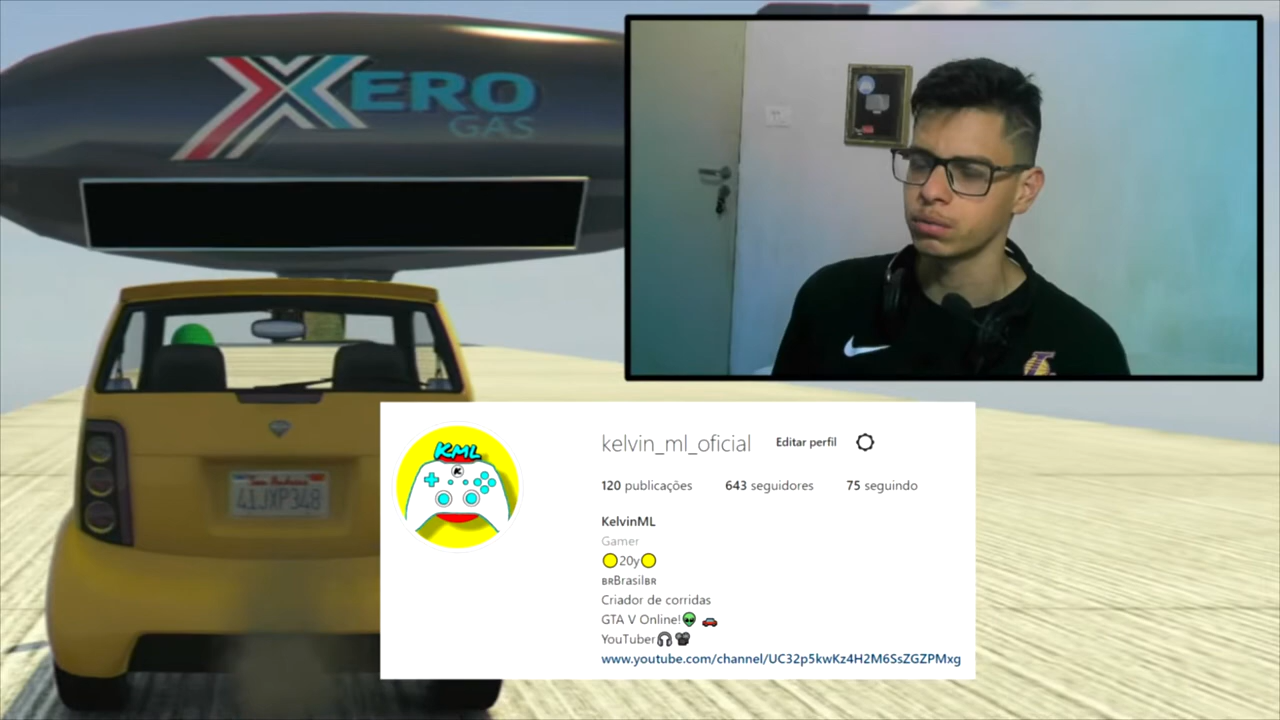 XERO
GAS
41JXP348
KML
K
kelvin_ml_oficial
Editar perfil
120 publicações
643 seguidores
75 seguindo
KelvinML
Gamer
🟡20y🟡
BRBrasilBR
Criador de corridas
GTA V Online!👽 🚗
YouTuber🎧🎥
www.youtube.com/channel/UC32p5kwKz4H2M6SsZGZPMxg